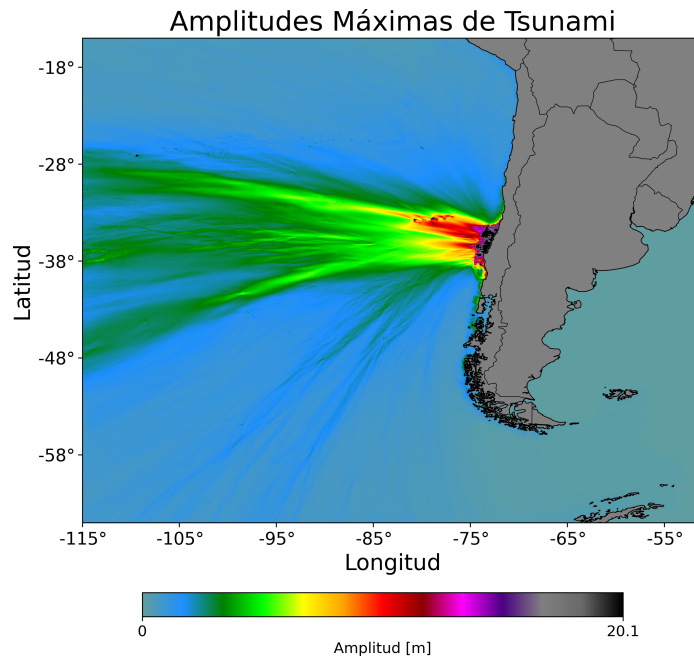 Amplitudes Máximas de Tsunami
-18°
-28°
-38°
-48°
-58°
Latitud
-115° -105° -95° -85° -75° -65° -55°
Longitud
0 20.1
Amplitud [m]